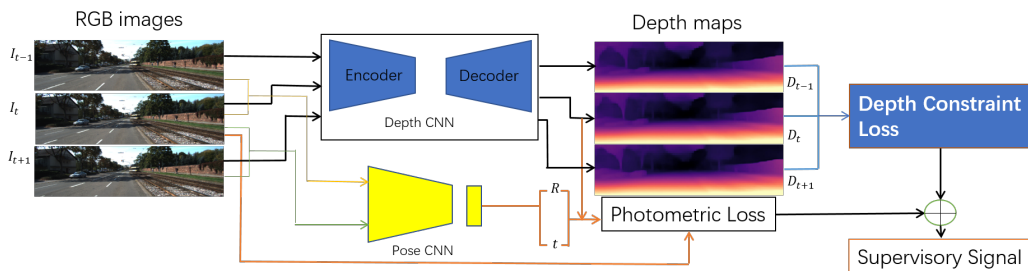 RGB images
Depth maps
I_{t-1}
I_t
I_{t+1}
Encoder
Decoder
Depth CNN
D_{t-1}
D_t
D_{t+1}
Depth Constraint
Loss
Pose CNN
R
t
Photometric Loss
Supervisory Signal